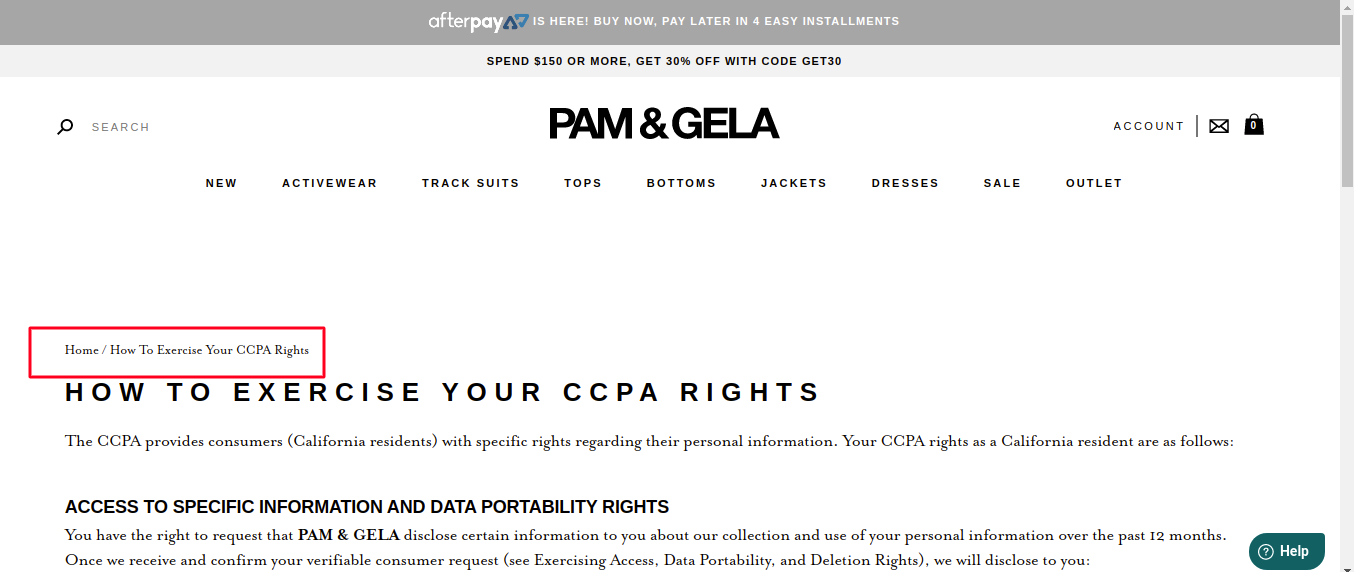 afterpay IS HERE! BUY NOW, PAY LATER IN 4 EASY INSTALLMENTS
SPEND $150 OR MORE, GET 30% OFF WITH CODE GET30
SEARCH
PAM & GELA
ACCOUNT
0
NEW ACTIVEWEAR TRACK SUITS TOPS BOTTOMS JACKETS DRESSES SALE OUTLET
Home / How To Exercise Your CCPA Rights
HOW TO EXERCISE YOUR CCPA RIGHTS
The CCPA provides consumers (California residents) with specific rights regarding their personal information. Your CCPA rights as a California resident are as follows:
ACCESS TO SPECIFIC INFORMATION AND DATA PORTABILITY RIGHTS
You have the right to request that PAM & GELA disclose certain information to you about our collection and use of your personal information over the past 12 months.
Once we receive and confirm your verifiable consumer request (see Exercising Access, Data Portability, and Deletion Rights), we will disclose to you:
? Help